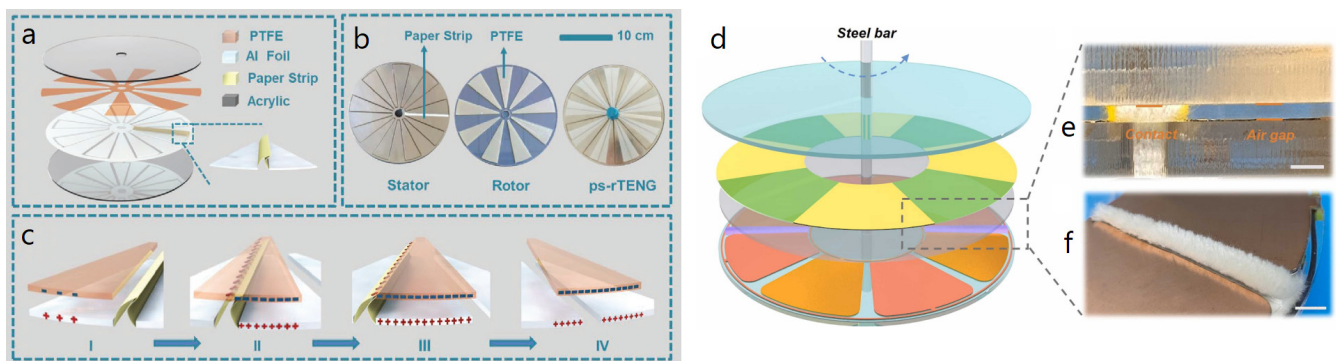 a
PTFE
Al Foil
Paper Strip
Acrylic
b
Paper Strip
PTFE
10 cm
Stator
Rotor
ps-rTENG
c
I
II
III
IV
d
Steel bar
e
Contact
Air gap
f